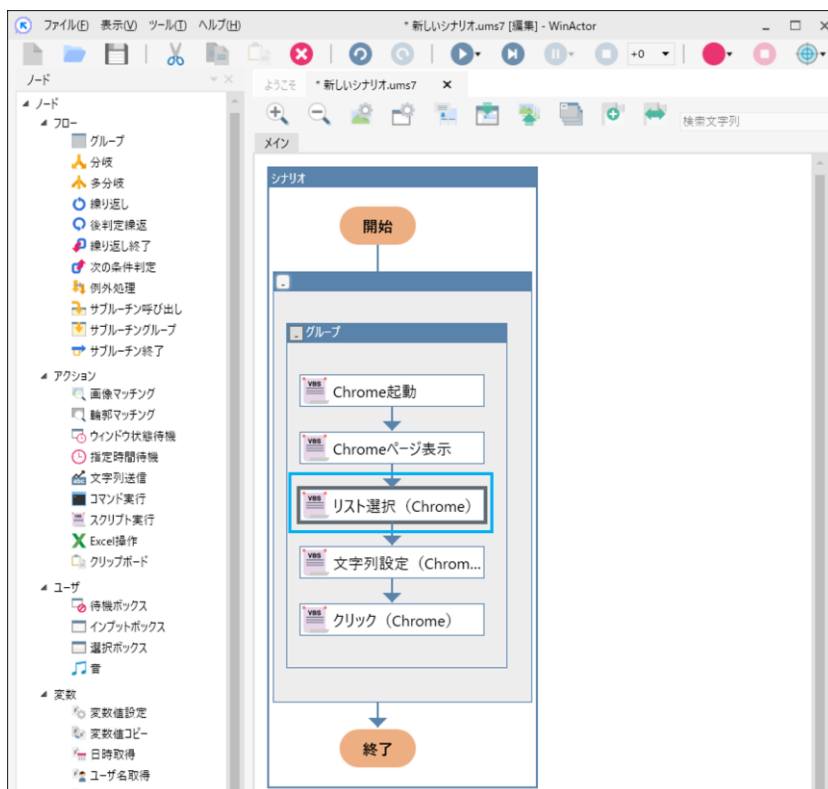 ファイル(F) 表示(V) ツール(T) ヘルプ(H)
* 新しいシナリオ.ums7 [編集] - WinActor
+0
ノード
ようこそ
* 新しいシナリオ.ums7
検索文字列
メイン
ノード
フロー
グループ
分岐
多分岐
繰り返し
後判定繰返
繰り返し終了
次の条件判定
例外処理
サブルーチン呼び出し
サブルーチングループ
サブルーチン終了
アクション
画像マッチング
輪郭マッチング
ウィンドウ状態待機
指定時間待機
文字列送信
コマンド実行
スクリプト実行
Excel操作
クリップボード
ユーザ
待機ボックス
インプットボックス
選択ボックス
音
変数
変数値設定
変数値コピー
日時取得
ユーザ名取得
シナリオ
開始
グループ
VBS Chrome起動
VBS Chromeページ表示
VBS リスト選択（Chrome）
VBS 文字列設定（Chrom...
VBS クリック（Chrome）
終了